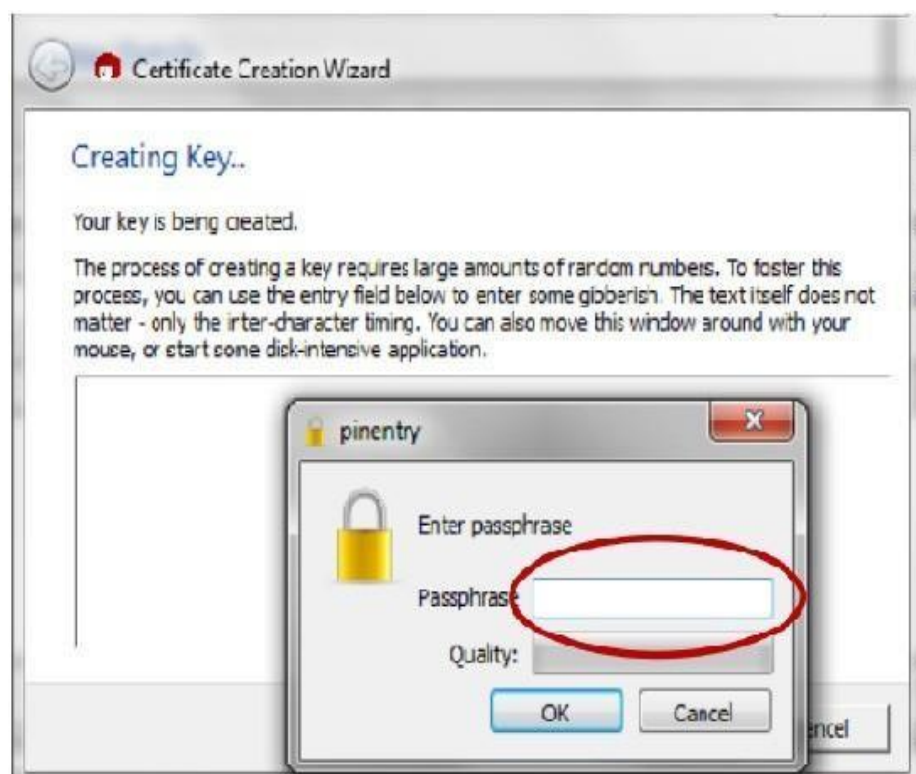 Certificate Creation Wizard
Creating Key..
Your key is being created.
The process of creating a key requires large amounts of random numbers. To foster this
process, you can use the entry field below to enter some gibberish. The text itself does not
matter - only the inter-character timing. You can also move this window around with your
mouse, or start some disk-intensive application.
pinentry
Enter passphrase
Passphrase
Quality:
OK
Cancel
ncel